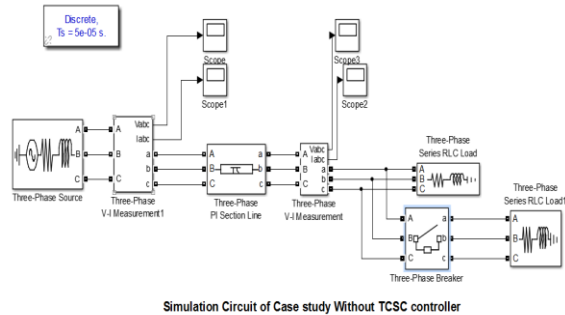 Discrete,
Ts = 5e-05 s.
Scope
Scope1
Scope3
Scope2
Vabc
Iabc
A
B
C
a
b
c
A
B
C
Three-Phase Source
Three-Phase
V-I Measurement1
A
B
C
a
b
c
Three-Phase
PI Section Line
Vabc
Iabc
A
B
C
a
b
c
Three-Phase
V-I Measurement
Three-Phase
Series RLC Load
A
B
C
A
B
C
a
b
c
Three-Phase Breaker
Three-Phase
Series RLC Load1
A
B
C
Simulation Circuit of Case study Without TCSC controller